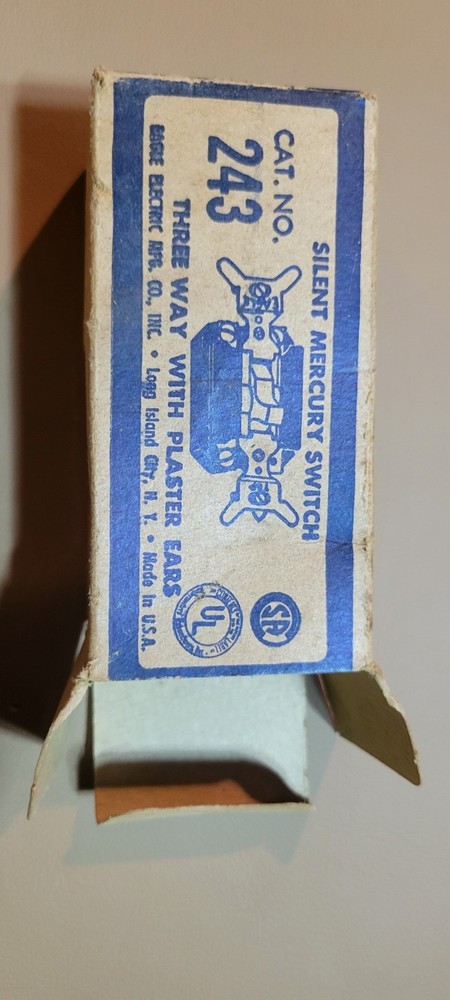 SILENT MERCURY SWITCH
CAT. NO.
243
THREE WAY WITH PLASTER EARS
EAGLE ELECTRIC MFG. CO., INC. • Long Island City, N. Y. • Made in U.S.A.
SA
UL